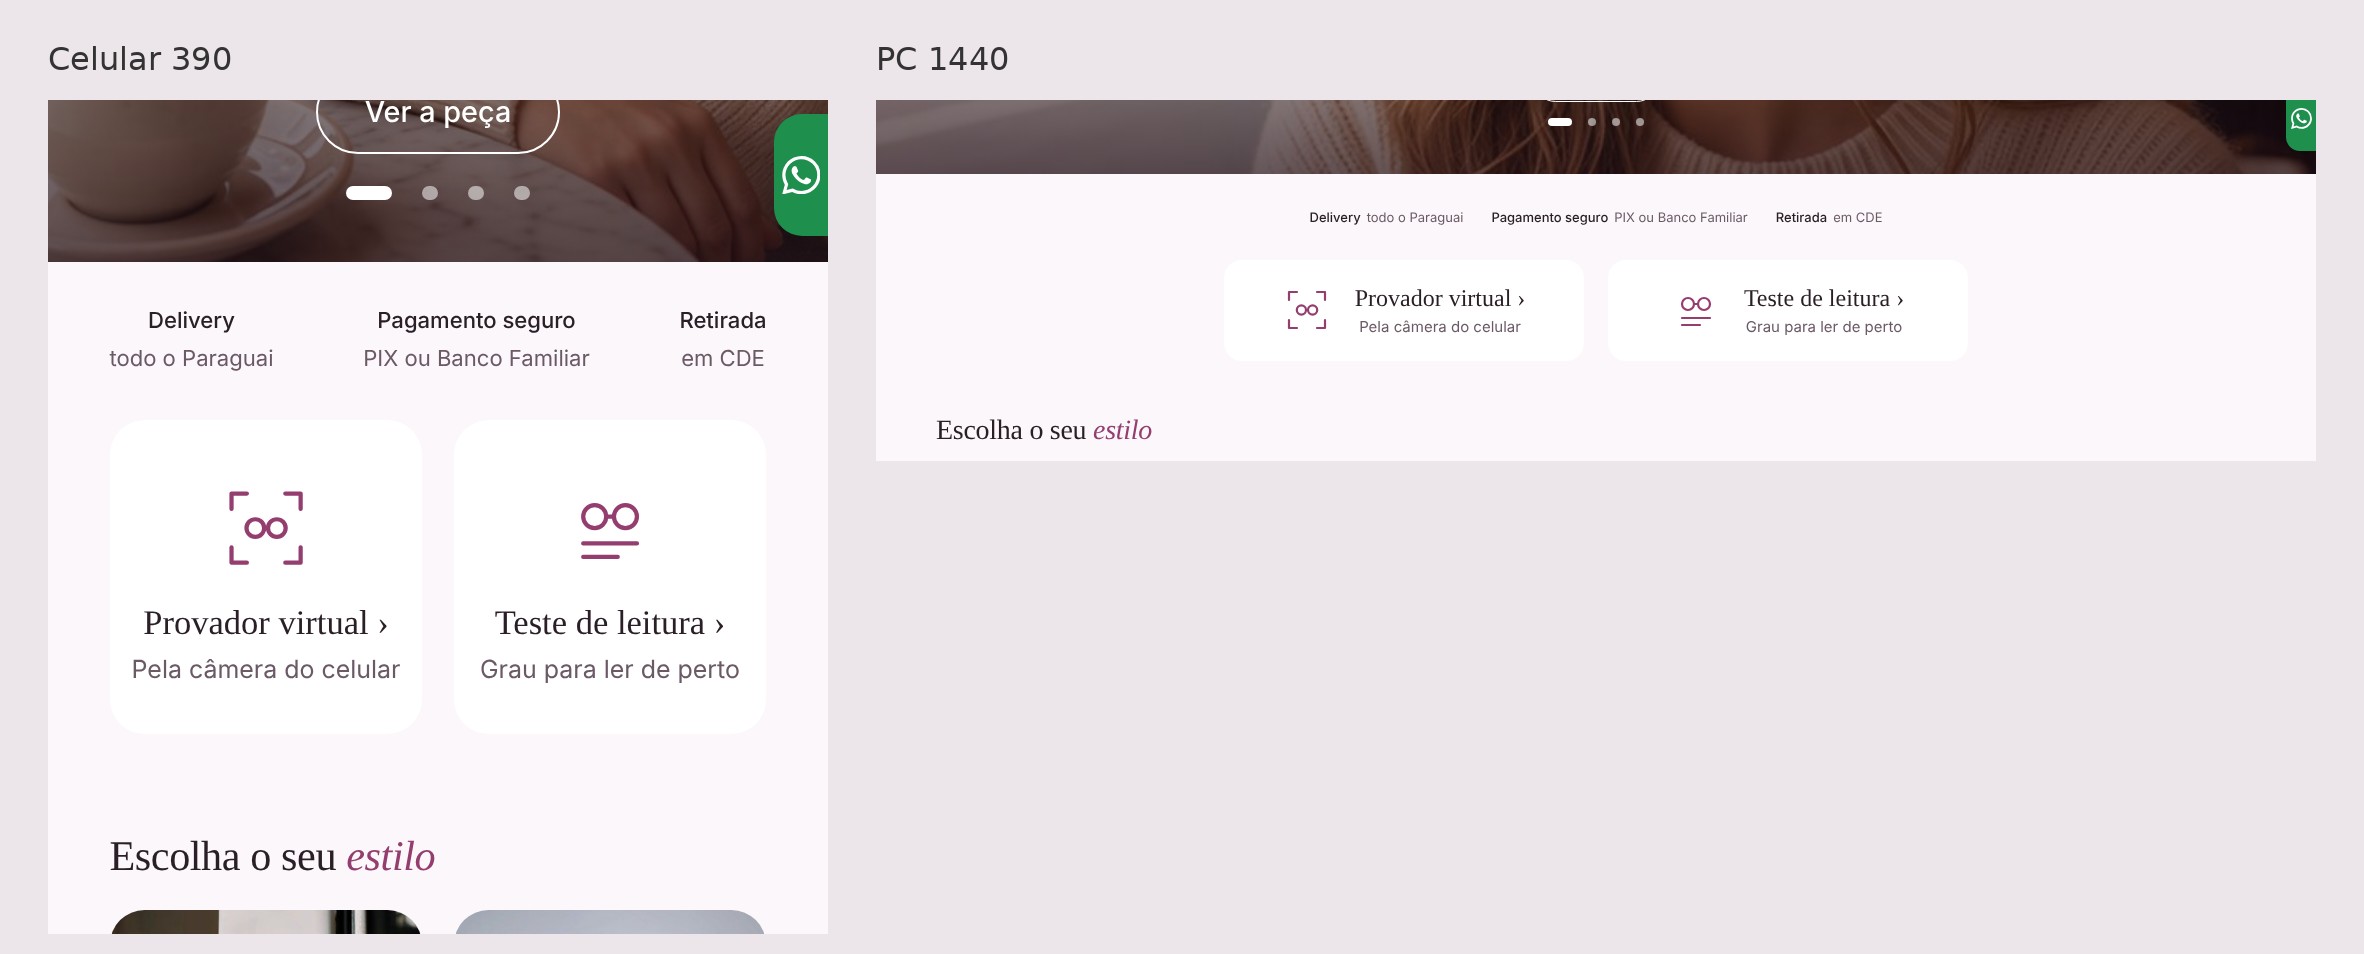 Celular 390
Ver a peça
Delivery
todo o Paraguai
Pagamento seguro
PIX ou Banco Familiar
Retirada
em CDE
Provador virtual ›
Pela câmera do celular
Teste de leitura ›
Grau para ler de perto
Escolha o seu estilo
PC 1440
Delivery todo o Paraguai Pagamento seguro PIX ou Banco Familiar Retirada em CDE
Provador virtual ›
Pela câmera do celular
Teste de leitura ›
Grau para ler de perto
Escolha o seu estilo